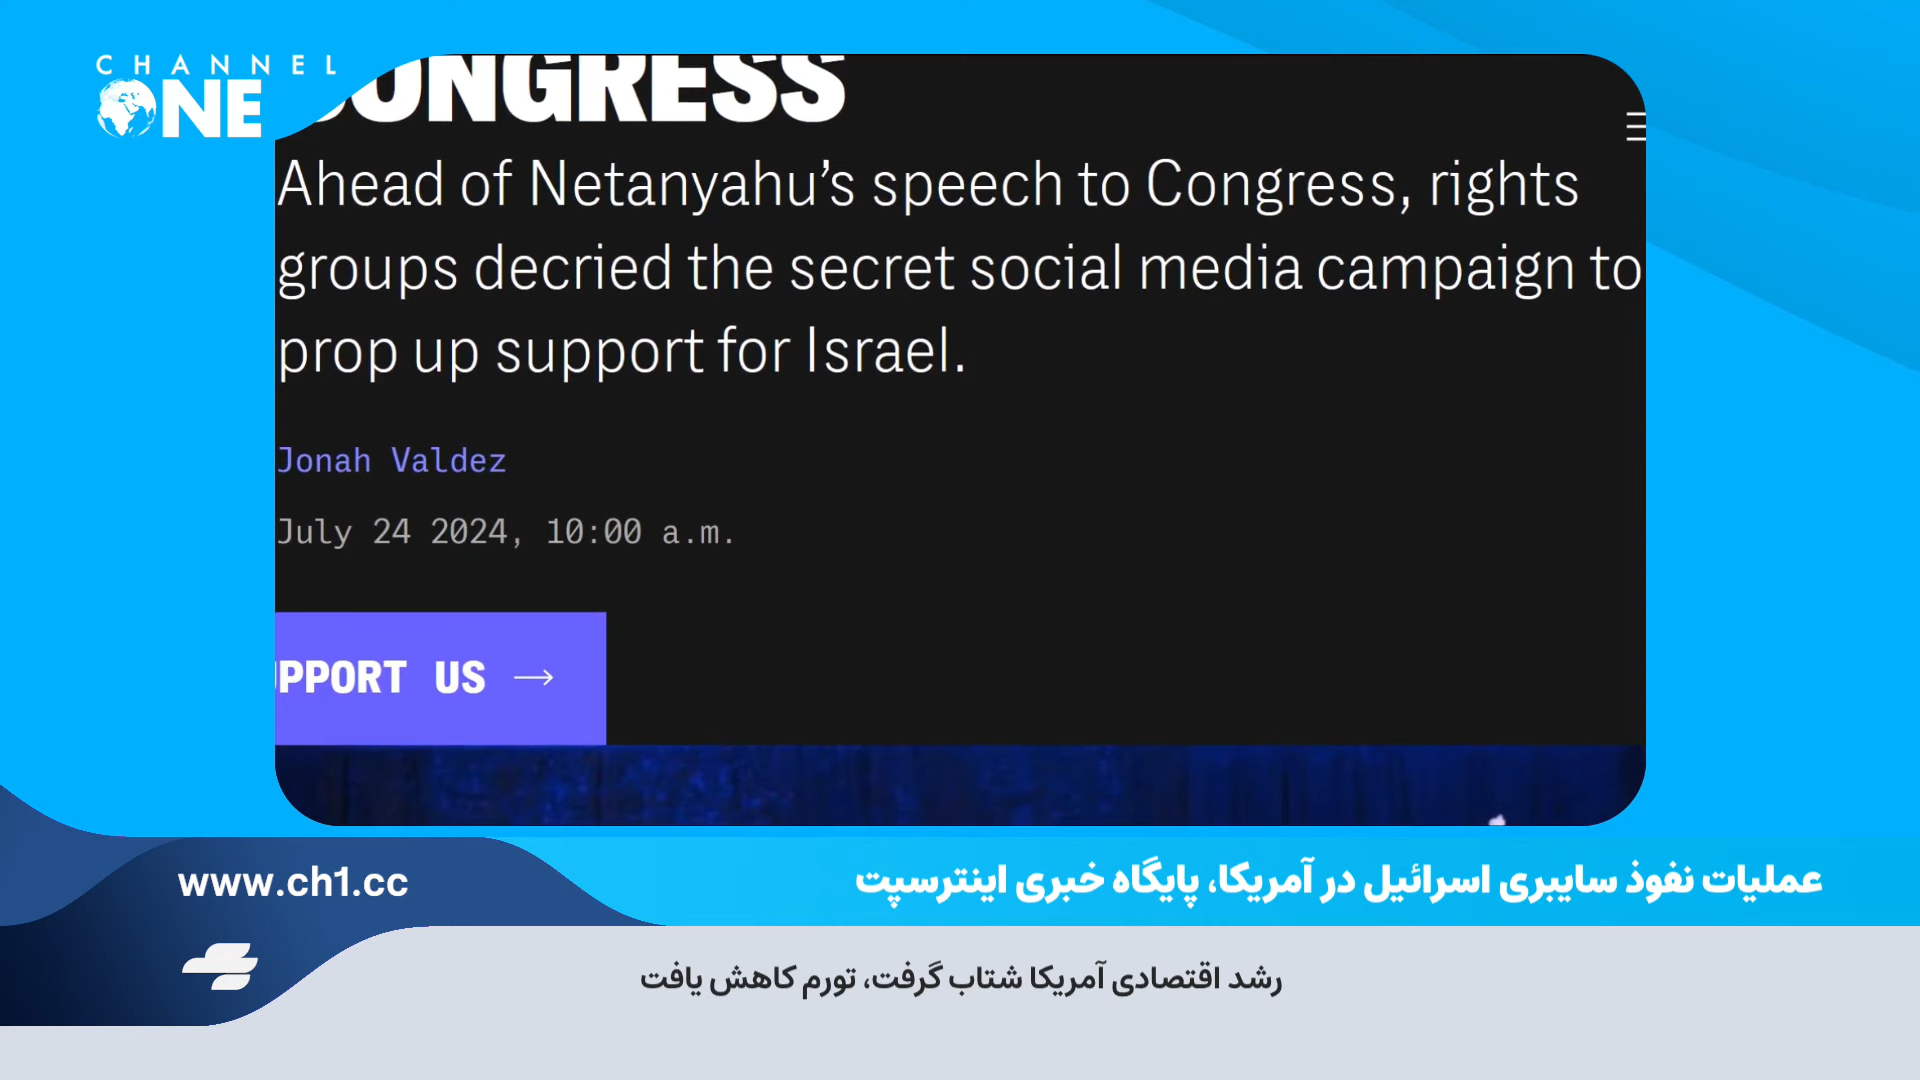 CHANNEL
ONE
CONGRESS
Ahead of Netanyahu’s speech to Congress, rights
groups decried the secret social media campaign to
prop up support for Israel.
Jonah Valdez
July 24 2024, 10:00 a.m.
UPPORT US →
عملیات نفوذ سایبری اسرائیل در آمریکا، پایگاه خبری اینترسپت
www.ch1.cc
رشد اقتصادی آمریکا شتاب گرفت، تورم کاهش یافت